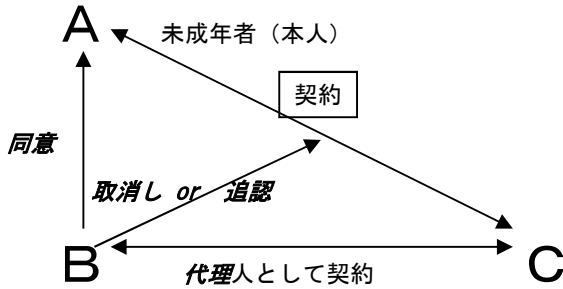 A
未成年者（本人）
契約
同意
取消し or 追認
B
C
代理人として契約